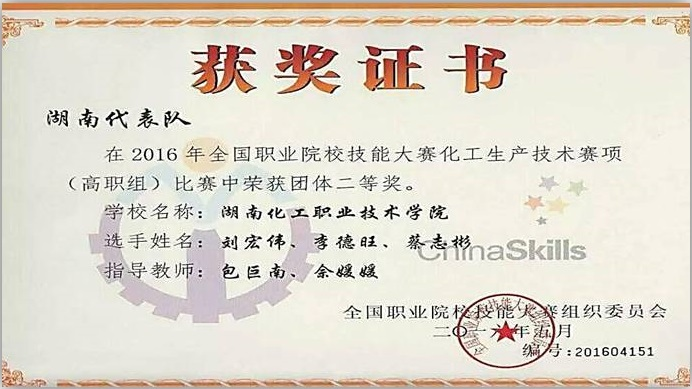 获奖证书
湖南代表队
在2016年全国职业院校技能大赛化工生产技术赛项
（高职组）比赛中荣获团体二等奖。
学校名称：湖南化工职业技术学院
选手姓名：刘宏伟、李德旺、蔡志彬
ChinaSkills
指导教师：包巨南、佘媛媛
全国职业院校技能大赛组织委员会
二〇一六年五月
编号:201604151